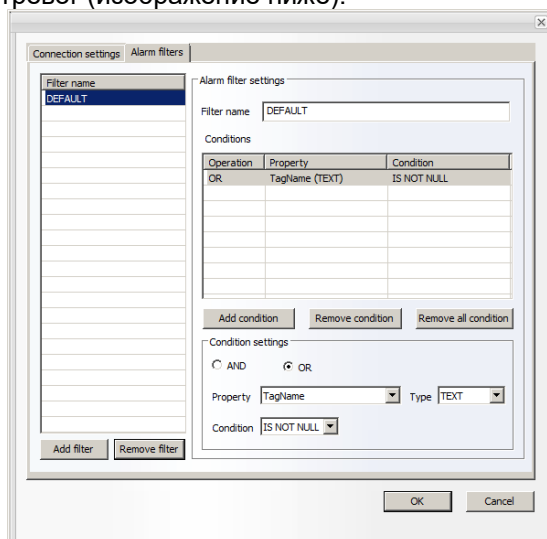 тревог (изображение ниже).
Connection settings Alarm filters
Filter name
DEFAULT
Alarm filter settings
Filter name DEFAULT
Conditions
Operation Property Condition
OR TagName (TEXT) IS NOT NULL
Add condition Remove condition Remove all condition
Condition settings
AND OR
Property TagName Type TEXT
Condition IS NOT NULL
Add filter Remove filter
OK Cancel